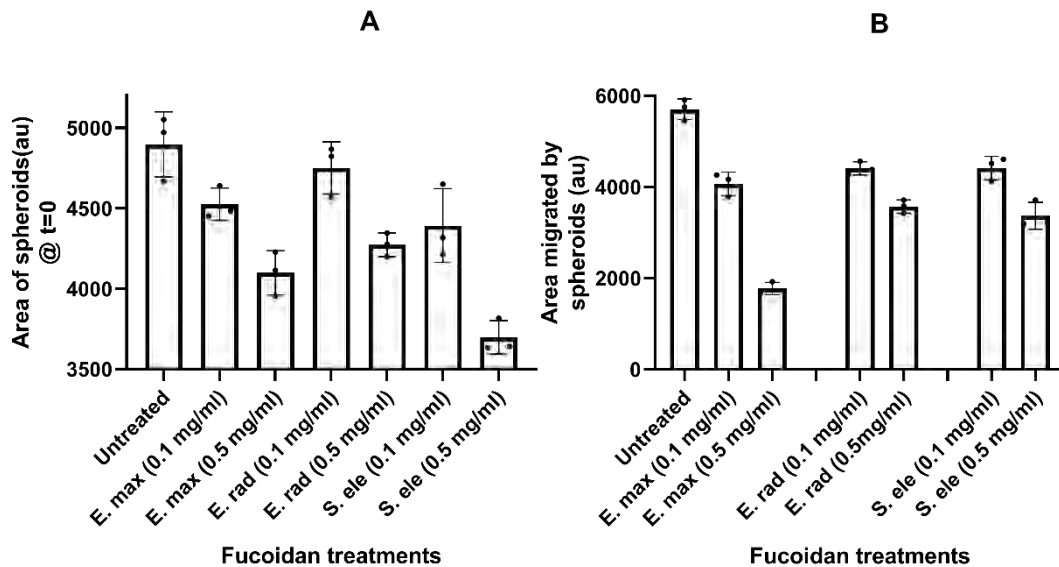 A
Area of spheroids(au)
@ t=0
5000
4500
4000
3500
Untreated
E. max (0.1 mg/ml)
E. max (0.5 mg/ml)
E. rad (0.1 mg/ml)
E. rad (0.5 mg/ml)
S. ele (0.1 mg/ml)
S. ele (0.5 mg/ml)
Fucoidan treatments
B
Area migrated by
spheroids (au)
6000
4000
2000
0
Untreated
E. max (0.1 mg/ml)
E. max (0.5 mg/ml)
E. rad (0.1 mg/ml)
E. rad (0.5mg/ml)
S. ele (0.1 mg/ml)
S. ele (0.5 mg/ml)
Fucoidan treatments